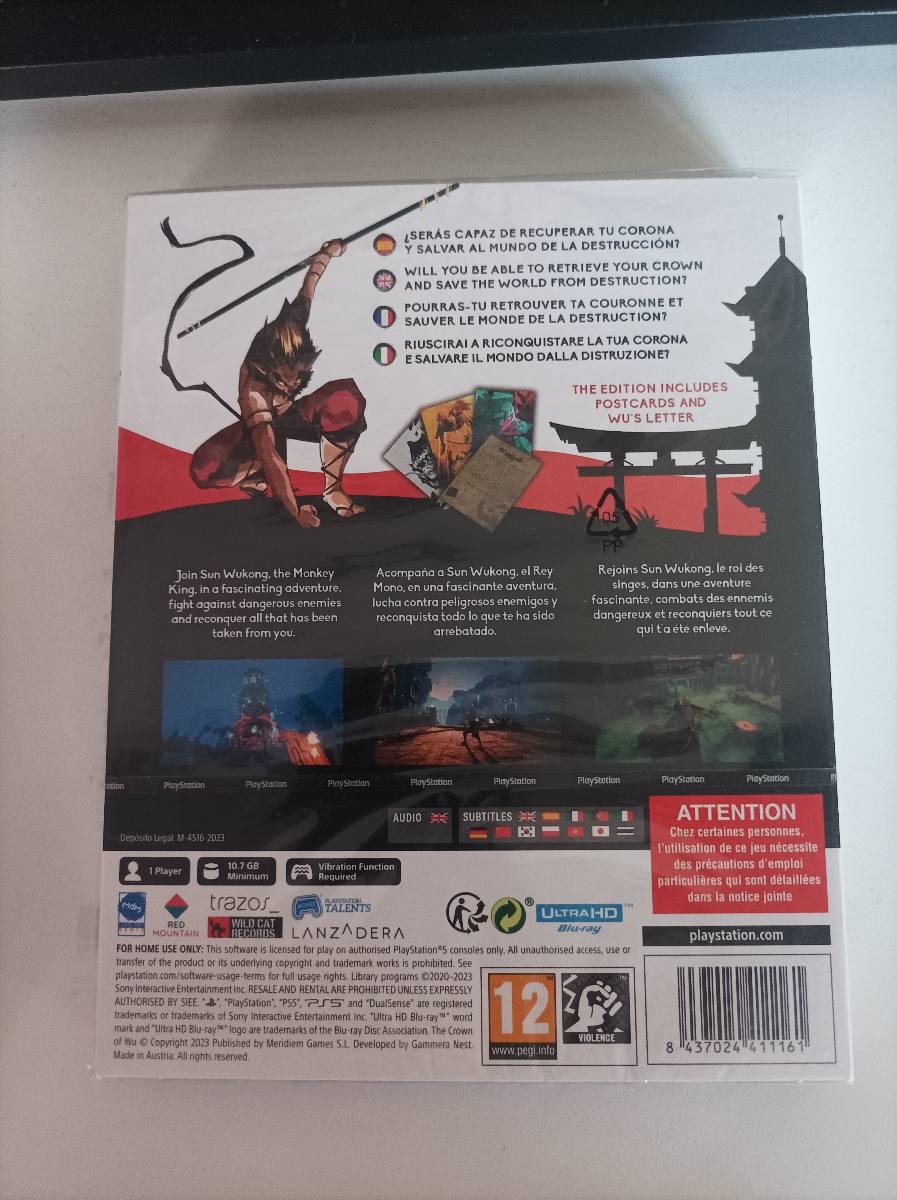 ¿SERÁS CAPAZ DE RECUPERAR TU CORONA
Y SALVAR AL MUNDO DE LA DESTRUCCIÓN?
WILL YOU BE ABLE TO RETRIEVE YOUR CROWN
AND SAVE THE WORLD FROM DESTRUCTION?
POURRAS-TU RETROUVER TA COURONNE ET
SAUVER LE MONDE DE LA DESTRUCTION?
RIUSCIRAI A RICONQUISTARE LA TUA CORONA
E SALVARE IL MONDO DALLA DISTRUZIONE?
THE EDITION INCLUDES
POSTCARDS AND
WU'S LETTER
05
PP
Join Sun Wukong, the Monkey
King, in a fascinating adventure,
fight against dangerous enemies
and reconquer all that has been
taken from you.
Acompaña a Sun Wukong, el Rey
Mono, en una fascinante aventura,
lucha contra peligrosos enemigos y
reconquista todo lo que te ha sido
arrebatado.
Rejoins Sun Wukong, le roi des
singes, dans une aventure
fascinante, combats des ennemis
dangereux et reconquiers tout ce
qui t'a été enlevé.
ation PlayStation PlayStation PlayStation PlayStation PlayStation PlayStation PlayStation PlayStation Pl
Depósito Legal: M-4516-2023
AUDIO
SUBTITLES
ATTENTION
Chez certaines personnes,
l'utilisation de ce jeu nécessite
des précautions d'emploi
particulières qui sont détaillées
dans la notice jointe
1 Player
10.7 GB
Minimum
Vibration Function
Required
RED
MOUNTAIN
trazos_
WILD CAT
RECORDS
PLAYSTATION
TALENTS
LANZADERA
®
ULTRA HD™
Blu-ray
playstation.com
FOR HOME USE ONLY: This software is licensed for play on authorised PlayStation®5 consoles only. All unauthorised access, use or
transfer of the product or its underlying copyright and trademark works is prohibited. See
playstation.com/software-usage-terms for full usage rights. Library programs ©2020-2023
Sony Interactive Entertainment Inc. RESALE AND RENTAL ARE PROHIBITED UNLESS EXPRESSLY
AUTHORISED BY SIEE. "PS", "PlayStation", "PS5", "PS5" and "DualSense" are registered
trademarks or trademarks of Sony Interactive Entertainment Inc. "Ultra HD Blu-ray™" word
mark and "Ultra HD Blu-ray™" logo are trademarks of the Blu-ray Disc Association. The Crown
of Wu © Copyright 2023 Published by Meridiem Games S.L. Developed by Gammera Nest.
Made in Austria. All rights reserved.
12
www.pegi.info
VIOLENCE
8 437024 411161